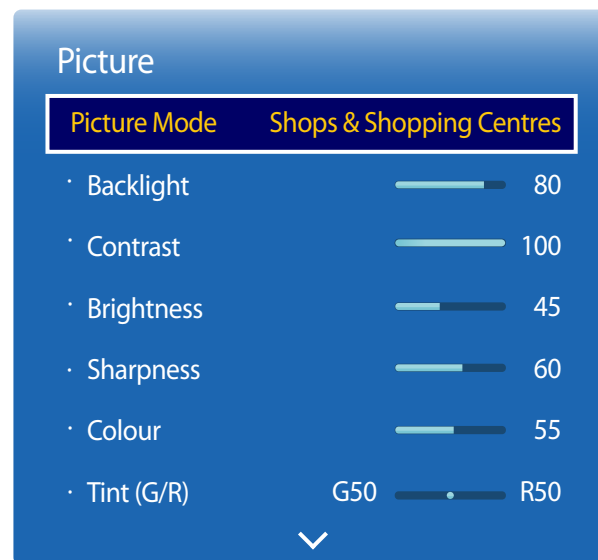 Picture
Picture Mode Shops & Shopping Centres
· Backlight 80
· Contrast 100
· Brightness 45
· Sharpness 60
· Colour 55
· Tint (G/R) G50 R50